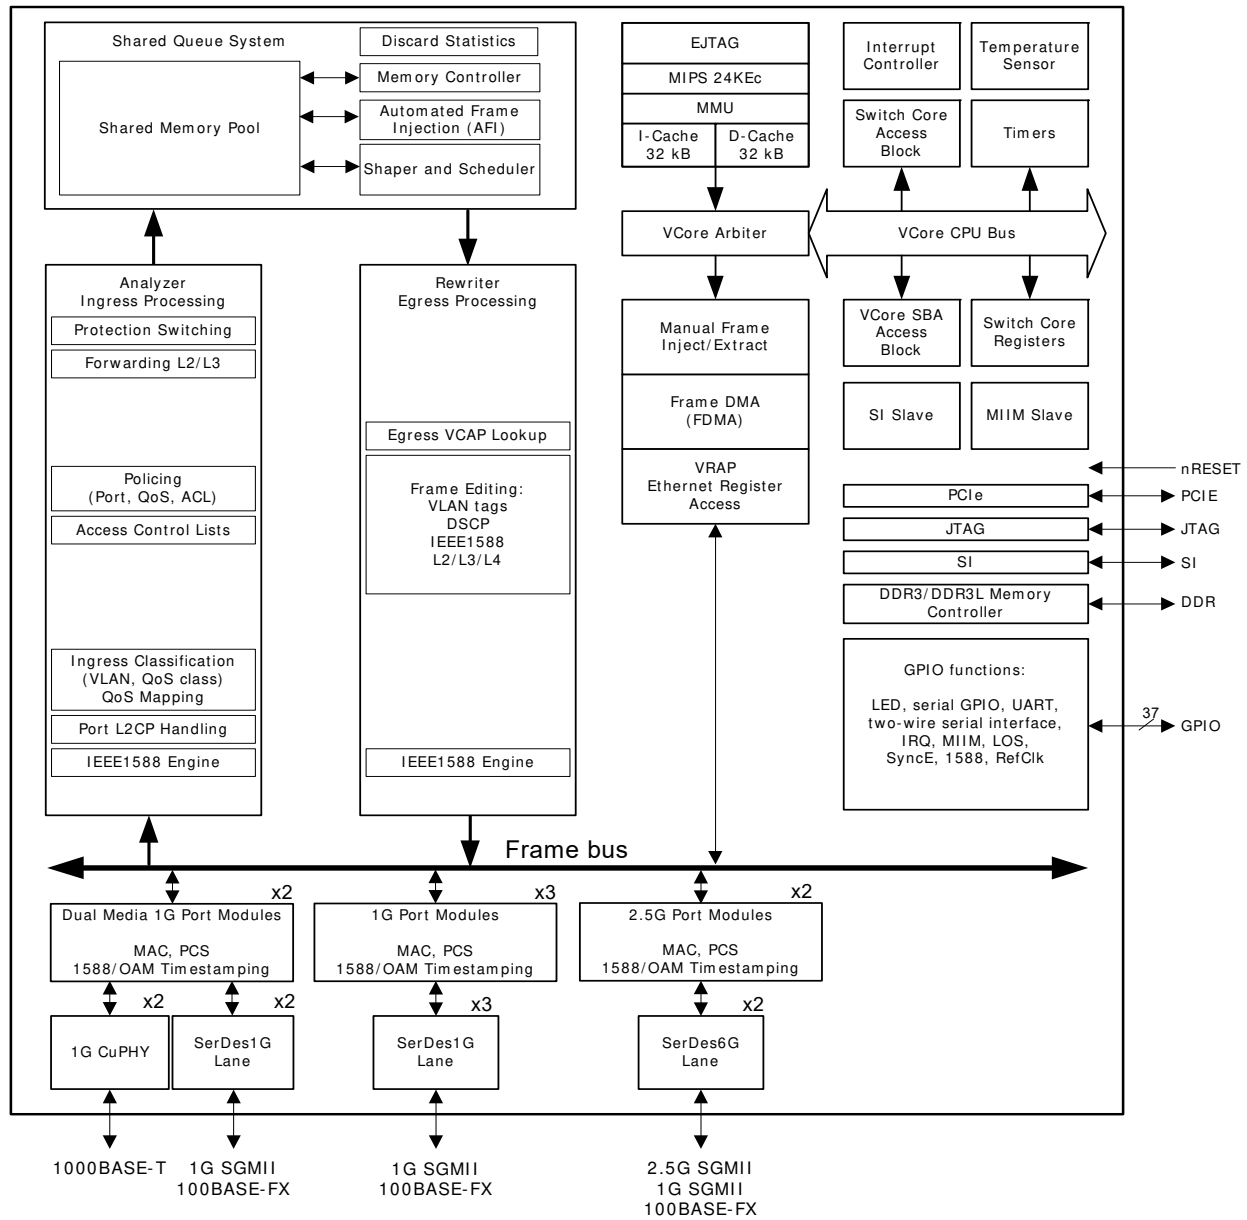 Shared Queue System
Discard Statistics
Memory Controller
Shared Memory Pool
Automated Frame
Injection (AFI)
Shaper and Scheduler
EJTAG
MIPS 24KEc
MMU
I-Cache
32 kB
D-Cache
32 kB
Interrupt
Controller
Temperature
Sensor
Switch Core
Access
Block
Timers
VCore Arbiter
VCore CPU Bus
Analyzer
Ingress Processing
Protection Switching
Forwarding L2/L3
Policing
(Port, QoS, ACL)
Access Control Lists
Ingress Classification
(VLAN, QoS class)
QoS Mapping
Port L2CP Handling
IEEE1588 Engine
Rewriter
Egress Processing
Egress VCAP Lookup
Frame Editing:
VLAN tags
DSCP
IEEE1588
L2/L3/L4
IEEE1588 Engine
Manual Frame
Inject/Extract
Frame DMA
(FDMA)
VRAP
Ethernet Register
Access
VCore SBA
Access
Block
Switch Core
Registers
SI Slave
MIIM Slave
nRESET
PCIe
PCIE
JTAG
JTAG
SI
SI
DDR3/DDR3L Memory
Controller
DDR
GPIO functions:
LED, serial GPIO, UART,
two-wire serial interface,
IRQ, MIIM, LOS,
SyncE, 1588, RefClk
37
GPIO
Frame bus
x2
Dual Media 1G Port Modules
MAC, PCS
1588/OAM Timestamping
x3
1G Port Modules
MAC, PCS
1588/OAM Timestamping
x2
2.5G Port Modules
MAC, PCS
1588/OAM Timestamping
x2
1G CuPHY
x2
SerDes1G
Lane
x3
SerDes1G
Lane
x2
SerDes6G
Lane
1000BASE-T
1G SGMII
100BASE-FX
1G SGMII
100BASE-FX
2.5G SGMII
1G SGMII
100BASE-FX